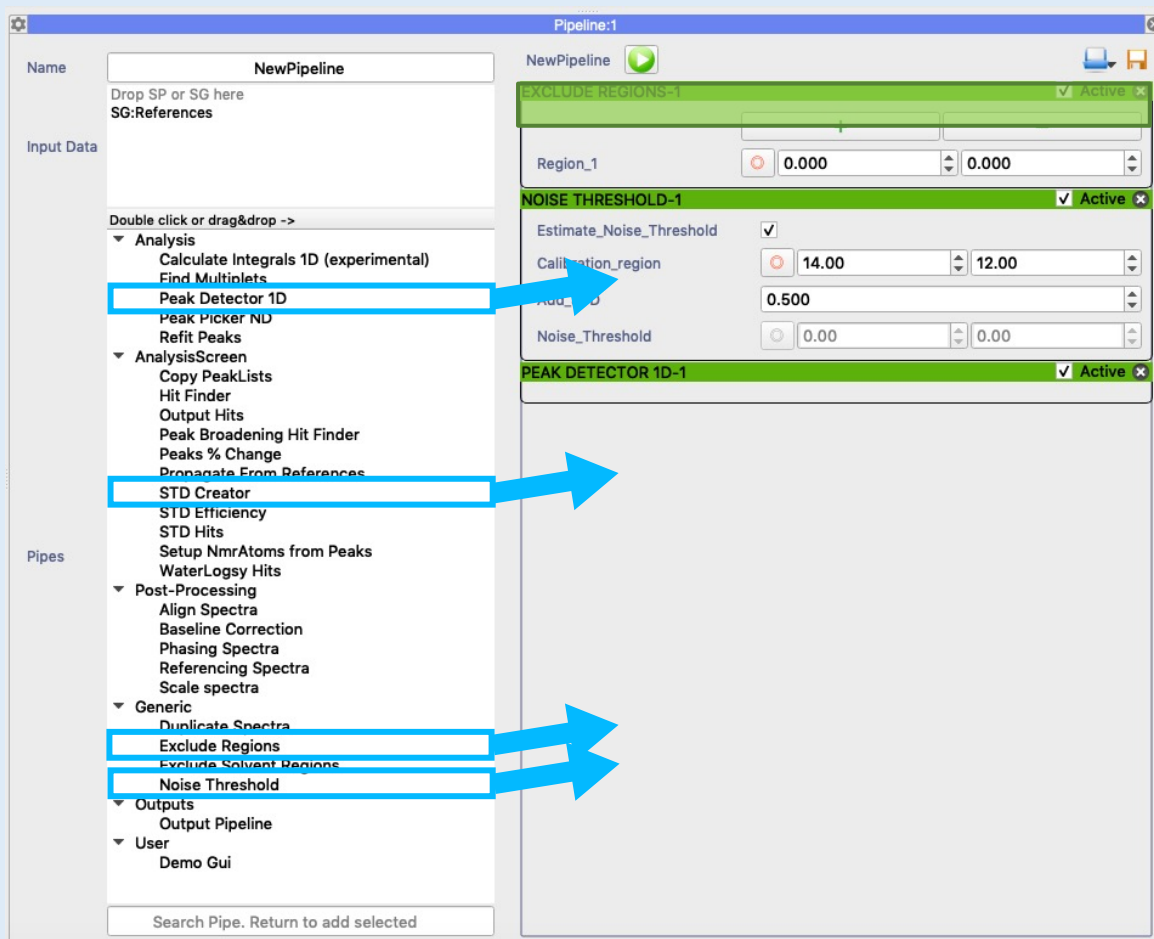 Pipeline:1
Name
NewPipeline
Drop SP or SG here
SG:References
Input Data
Double click or drag&drop ->
Analysis
Calculate Integrals 1D (experimental)
Find Multiplets
Peak Detector 1D
Peak Picker ND
Refit Peaks
AnalysisScreen
Copy PeakLists
Hit Finder
Output Hits
Peak Broadening Hit Finder
Peaks % Change
Propagate From References
STD Creator
STD Efficiency
STD Hits
Setup NmrAtoms from Peaks
WaterLogsy Hits
Pipes
Post-Processing
Align Spectra
Baseline Correction
Phasing Spectra
Referencing Spectra
Scale spectra
Generic
Duplicate Spectra
Exclude Regions
Exclude Solvent Regions
Noise Threshold
Outputs
Output Pipeline
User
Demo Gui
Search Pipe. Return to add selected
NewPipeline
EXCLUDE REGIONS-1 Active
Region_1 0.000 0.000
NOISE THRESHOLD-1 Active
Estimate_Noise_Threshold
Calibration_region 14.00 12.00
0.500
Noise_Threshold 0.00 0.00
PEAK DETECTOR 1D-1 Active